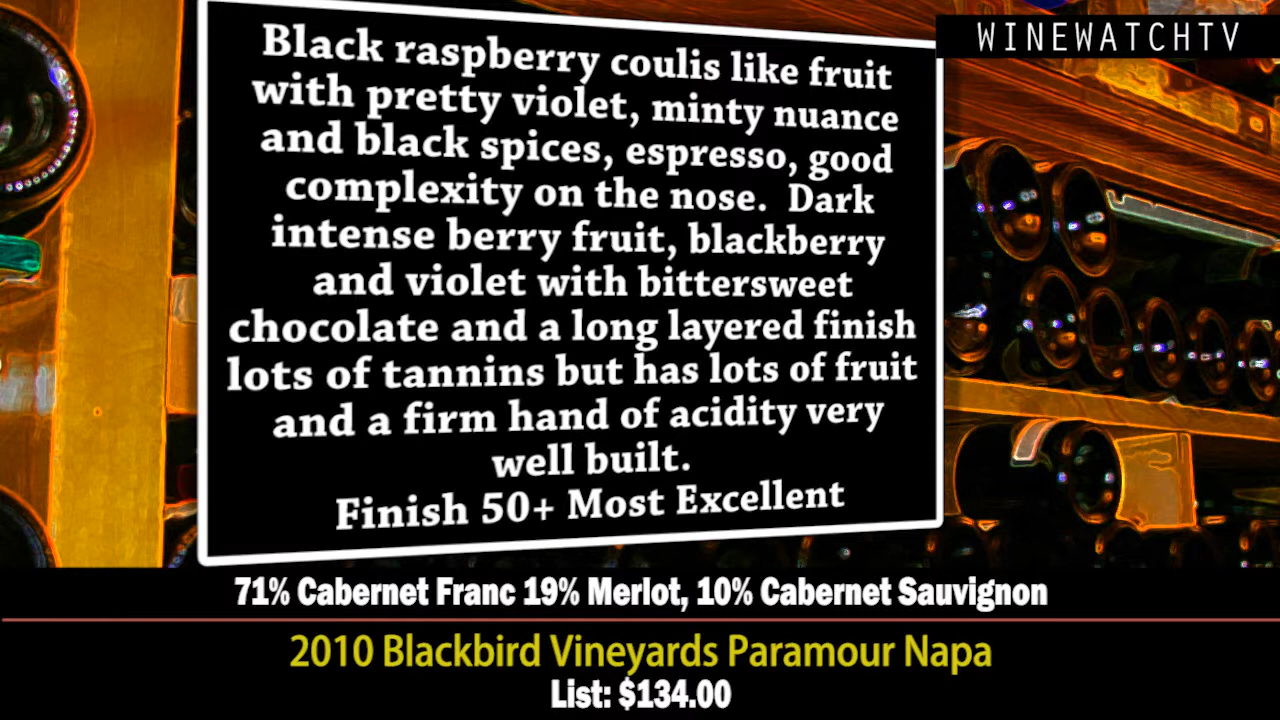 WINEWATCHTV
Black raspberry coulis like fruit
with pretty violet, minty nuance
and black spices, espresso, good
complexity on the nose.  Dark
intense berry fruit, blackberry
and violet with bittersweet
chocolate and a long layered finish
lots of tannins but has lots of fruit
and a firm hand of acidity very
well built.
Finish 50+ Most Excellent
71% Cabernet Franc 19% Merlot, 10% Cabernet Sauvignon
2010 Blackbird Vineyards Paramour Napa
List: $134.00